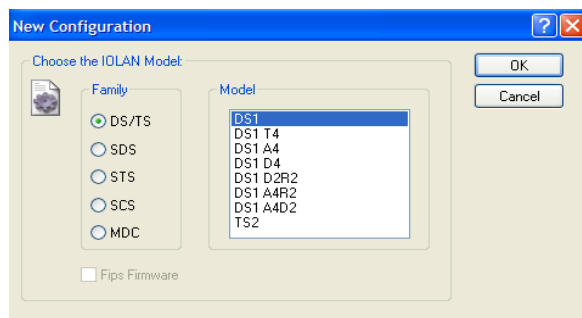 New Configuration
Choose the IOLAN Model:
OK
Cancel
Family
DS/TS
SDS
STS
SCS
MDC
Model
DS1
DS1 T4
DS1 A4
DS1 D4
DS1 D2R2
DS1 A4R2
DS1 A4D2
TS2
Fips Firmware